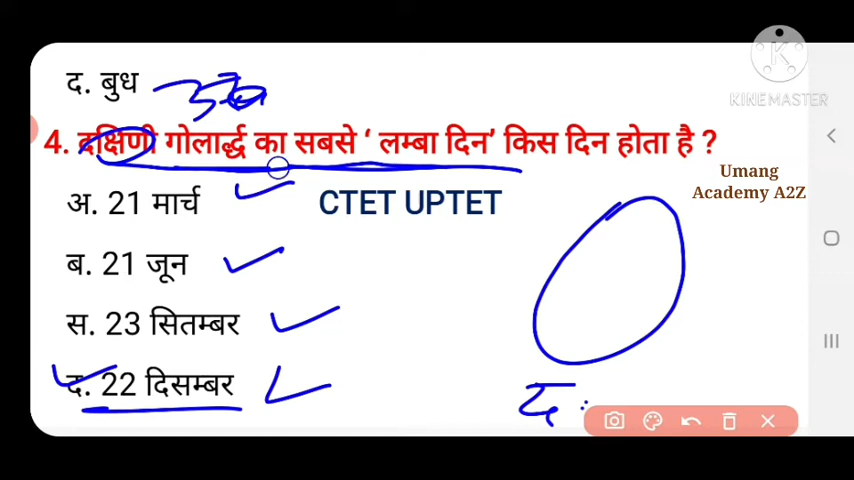 द. बुध
KINEMASTER
4. दक्षिणी गोलार्द्ध का सबसे ‘ लम्बा दिन’ किस दिन होता है ?
Umang
Academy A2Z
अ. 21 मार्च
CTET UPTET
ब. 21 जून
स. 23 सितम्बर
द. 22 दिसम्बर
द